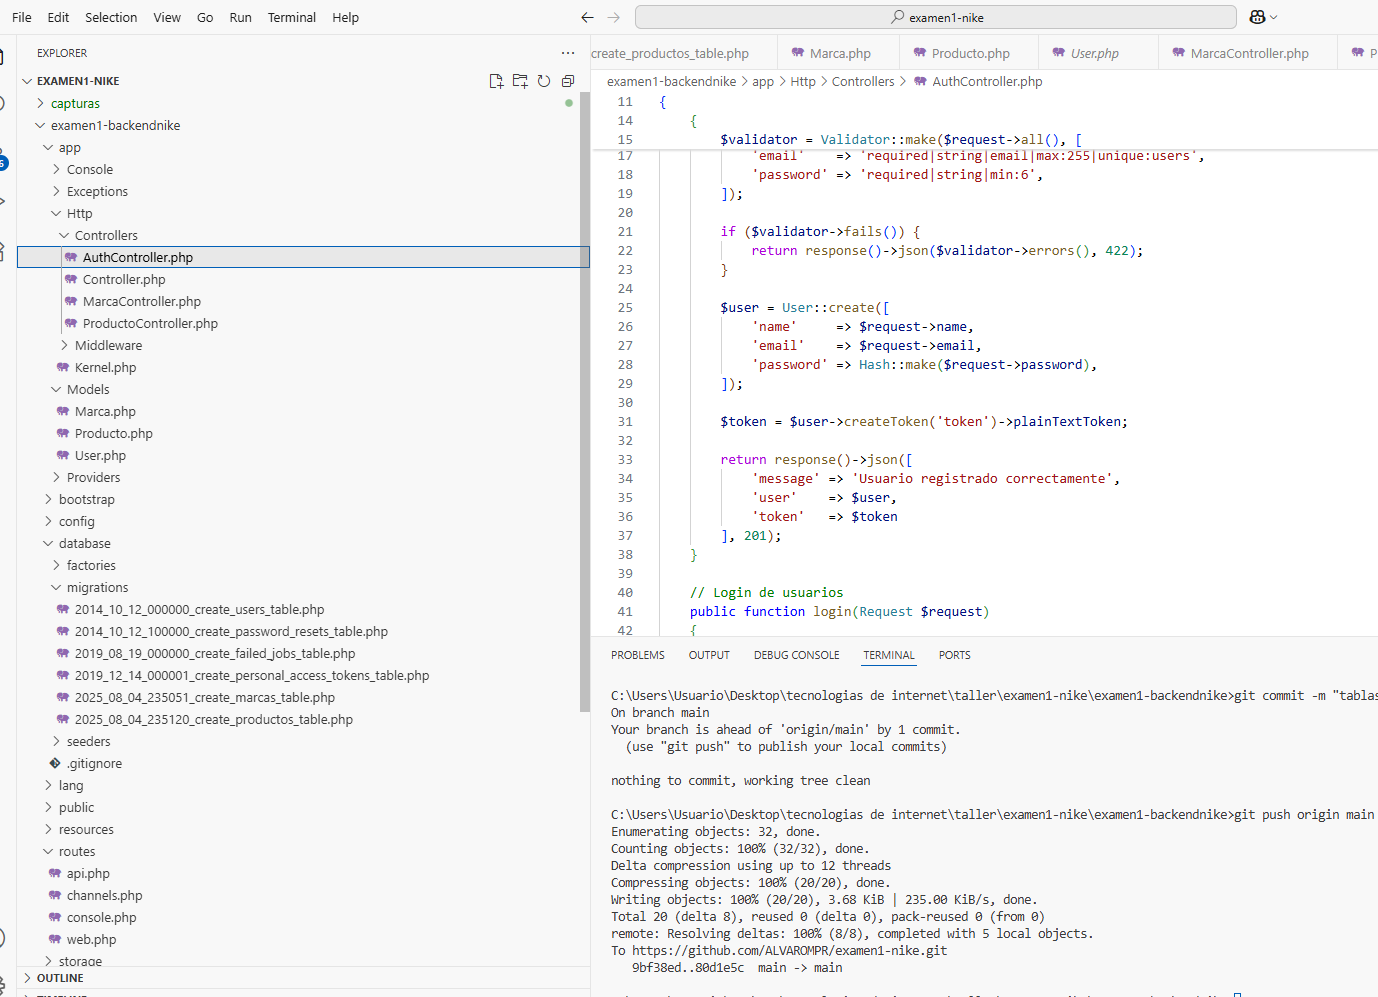 File Edit Selection View Go Run Terminal Help
examen1-nike
EXPLORER
EXAMEN1-NIKE
capturas
examen1-backendnike
app
Console
Exceptions
Http
Controllers
AuthController.php
Controller.php
MarcaController.php
ProductoController.php
Middleware
Kernel.php
Models
Marca.php
Producto.php
User.php
Providers
bootstrap
config
database
factories
migrations
2014_10_12_000000_create_users_table.php
2014_10_12_100000_create_password_resets_table.php
2019_08_19_000000_create_failed_jobs_table.php
2019_12_14_000001_create_personal_access_tokens_table.php
2025_08_04_235051_create_marcas_table.php
2025_08_04_235120_create_productos_table.php
seeders
.gitignore
lang
public
resources
routes
api.php
channels.php
console.php
web.php
storage
OUTLINE
create_productos_table.php Marca.php Producto.php User.php MarcaController.php P
examen1-backendnike > app > Http > Controllers > AuthController.php
11 {
14 {
15 $validator = Validator::make($request->all(), [
17 'email' => 'required|string|email|max:255|unique:users',
18 'password' => 'required|string|min:6',
19 ]);
20
21 if ($validator->fails()) {
22 return response()->json($validator->errors(), 422);
23 }
24
25 $user = User::create([
26 'name' => $request->name,
27 'email' => $request->email,
28 'password' => Hash::make($request->password),
29 ]);
30
31 $token = $user->createToken('token')->plainTextToken;
32
33 return response()->json([
34 'message' => 'Usuario registrado correctamente',
35 'user' => $user,
36 'token' => $token
37 ], 201);
38 }
39
40 // Login de usuarios
41 public function login(Request $request)
42 {
PROBLEMS OUTPUT DEBUG CONSOLE TERMINAL PORTS
C:\Users\Usuario\Desktop\tecnologias de internet\taller\examen1-nike\examen1-backendnike>git commit -m "tablas
On branch main
Your branch is ahead of 'origin/main' by 1 commit.
(use "git push" to publish your local commits)
nothing to commit, working tree clean
C:\Users\Usuario\Desktop\tecnologias de internet\taller\examen1-nike\examen1-backendnike>git push origin main
Enumerating objects: 32, done.
Counting objects: 100% (32/32), done.
Delta compression using up to 12 threads
Compressing objects: 100% (20/20), done.
Writing objects: 100% (20/20), 3.68 KiB | 235.00 KiB/s, done.
Total 20 (delta 8), reused 0 (delta 0), pack-reused 0 (from 0)
remote: Resolving deltas: 100% (8/8), completed with 5 local objects.
To https://github.com/ALVAROMPR/examen1-nike.git
9bf38ed..80d1e5c main -> main